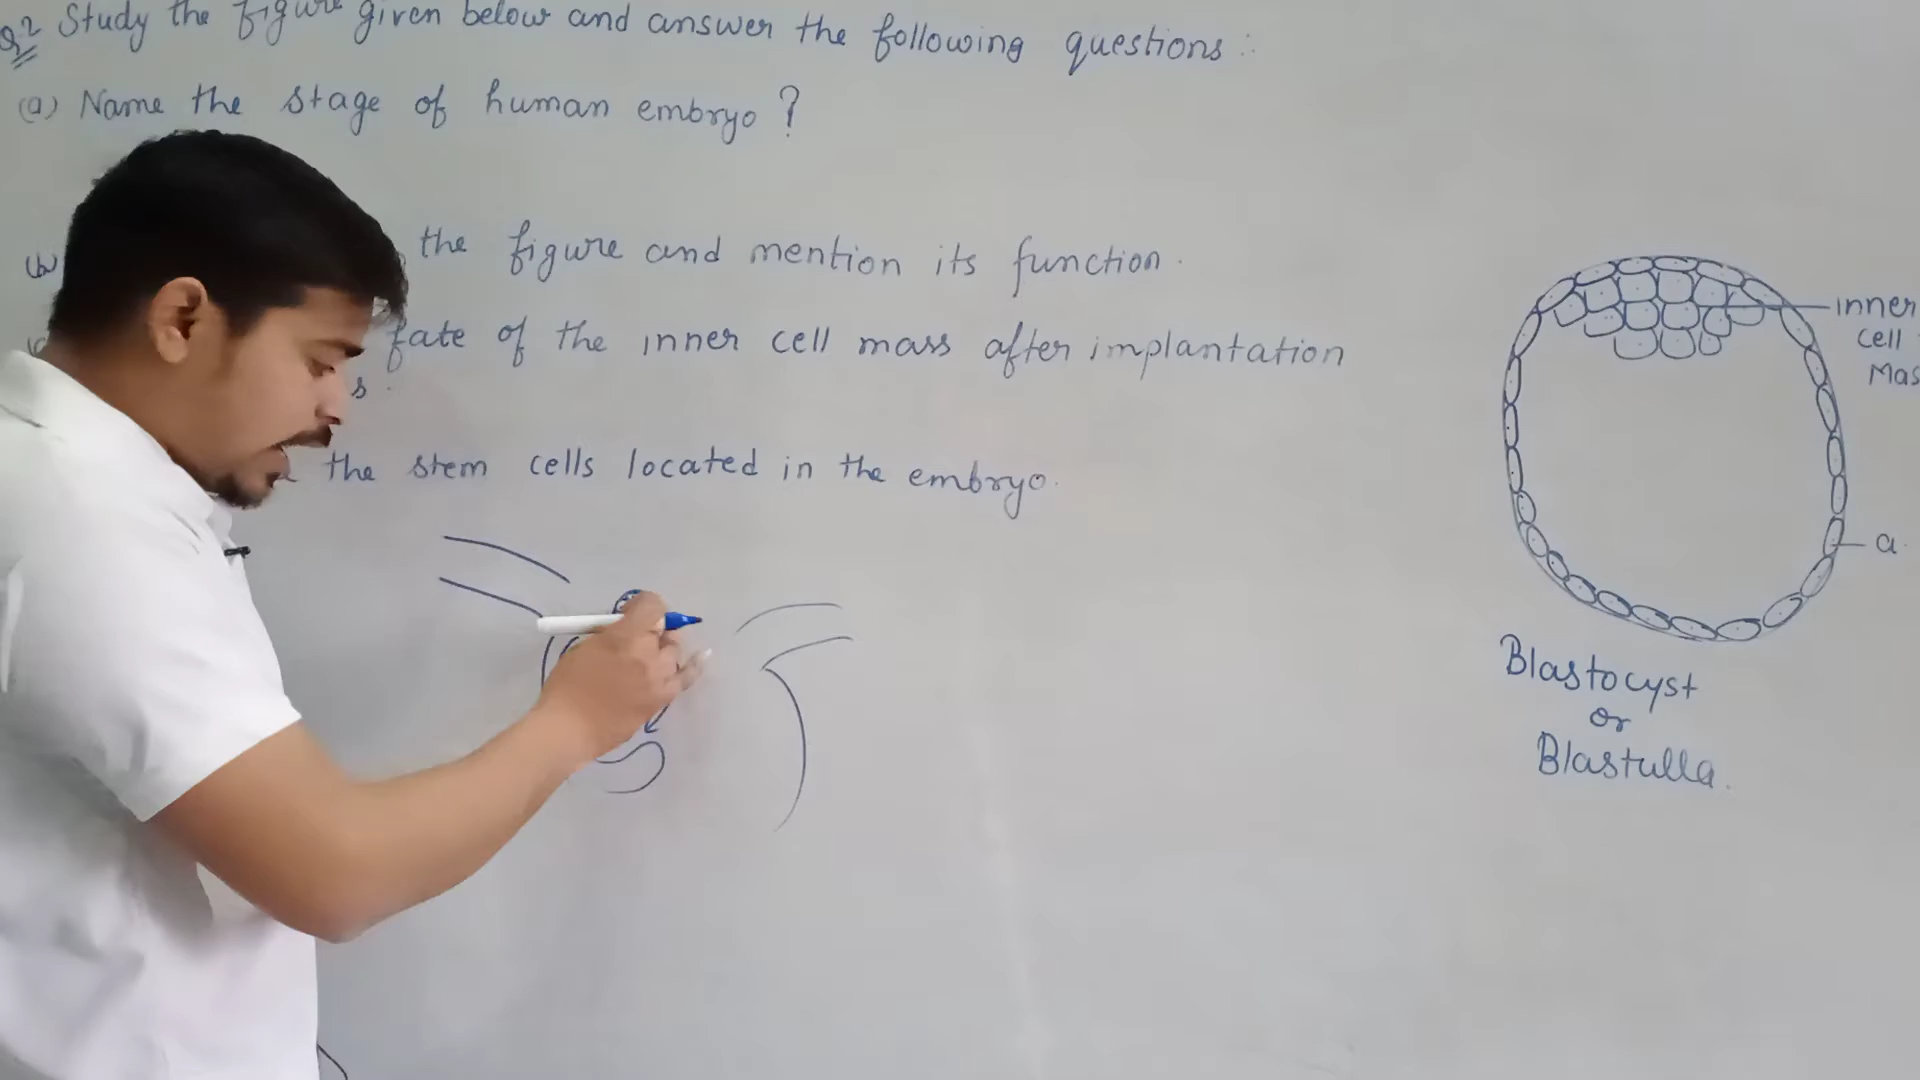 Q.2 Study the figure given below and answer the following questions :
(a) Name the stage of human embryo ?
(b) the figure and mention its function.
fate of the inner cell mass after implantation
s.
the stem cells located in the embryo.
inner
cell
Mas
a
Blastocyst
or
Blastulla.